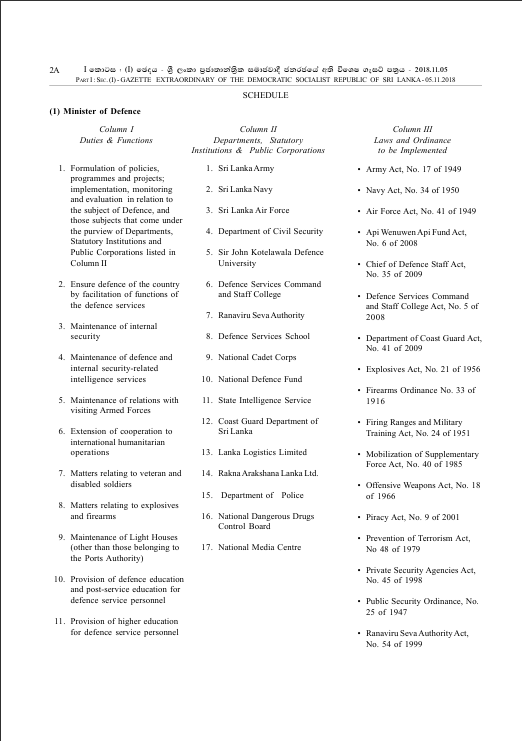 2A
I කොටස : (I) ඡෙදය - ශ්‍රී ලංකා ප්‍රජාතාන්ත්‍රික සමාජවාදී ජනරජයේ අති විශෙෂ ගැසට් පත්‍රය - 2018.11.05
PART I : SEC. (I) - GAZETTE EXTRAORDINARY OF THE DEMOCRATIC SOCIALIST REPUBLIC OF SRI LANKA - 05.11.2018
SCHEDULE
(1) Minister of Defence
Column I
Duties & Functions
1. Formulation of policies,
programmes and projects;
implementation, monitoring
and evaluation in relation to
the subject of Defence, and
those subjects that come under
the purview of Departments,
Statutory Institutions and
Public Corporations listed in
Column II
2. Ensure defence of the country
by facilitation of functions of
the defence services
3. Maintenance of internal
security
4. Maintenance of defence and
internal security-related
intelligence services
5. Maintenance of relations with
visiting Armed Forces
6. Extension of cooperation to
international humanitarian
operations
7. Matters relating to veteran and
disabled soldiers
8. Matters relating to explosives
and firearms
9. Maintenance of Light Houses
(other than those belonging to
the Ports Authority)
10. Provision of defence education
and post-service education for
defence service personnel
11. Provision of higher education
for defence service personnel
Column II
Departments, Statutory
Institutions & Public Corporations
1. Sri Lanka Army
2. Sri Lanka Navy
3. Sri Lanka Air Force
4. Department of Civil Security
5. Sir John Kotelawala Defence
University
6. Defence Services Command
and Staff College
7. Ranaviru Seva Authority
8. Defence Services School
9. National Cadet Corps
10. National Defence Fund
11. State Intelligence Service
12. Coast Guard Department of
Sri Lanka
13. Lanka Logistics Limited
14. Rakna Arakshana Lanka Ltd.
15. Department of Police
16. National Dangerous Drugs
Control Board
17. National Media Centre
Column III
Laws and Ordinance
to be Implemented
• Army Act, No. 17 of 1949
• Navy Act, No. 34 of 1950
• Air Force Act, No. 41 of 1949
• Api Wenuwen Api Fund Act,
No. 6 of 2008
• Chief of Defence Staff Act,
No. 35 of 2009
• Defence Services Command
and Staff College Act, No. 5 of
2008
• Department of Coast Guard Act,
No. 41 of 2009
• Explosives Act, No. 21 of 1956
• Firearms Ordinance No. 33 of
1916
• Firing Ranges and Military
Training Act, No. 24 of 1951
• Mobilization of Supplementary
Force Act, No. 40 of 1985
• Offensive Weapons Act, No. 18
of 1966
• Piracy Act, No. 9 of 2001
• Prevention of Terrorism Act,
No 48 of 1979
• Private Security Agencies Act,
No. 45 of 1998
• Public Security Ordinance, No.
25 of 1947
• Ranaviru Seva Authority Act,
No. 54 of 1999